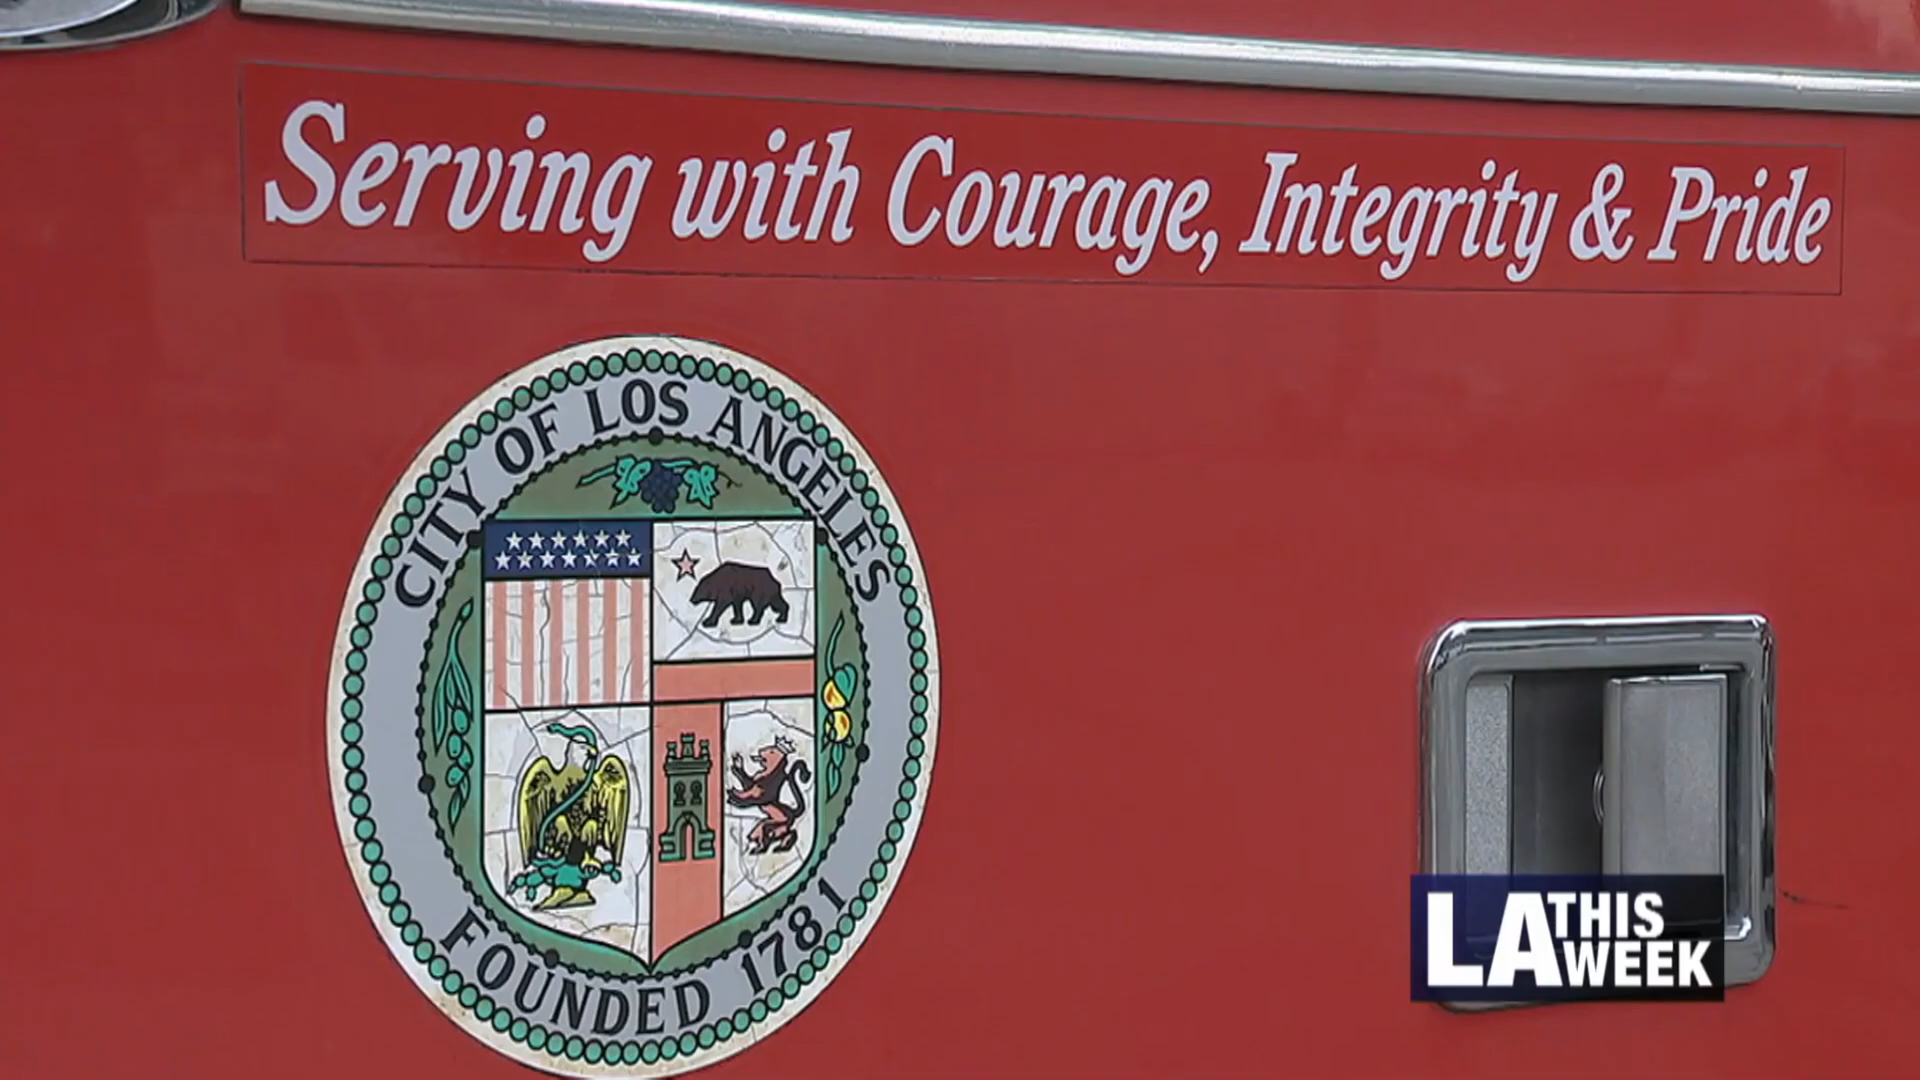 Serving with Courage, Integrity & Pride
CITY OF LOS ANGELES
FOUNDED 1781
LA THIS WEEK